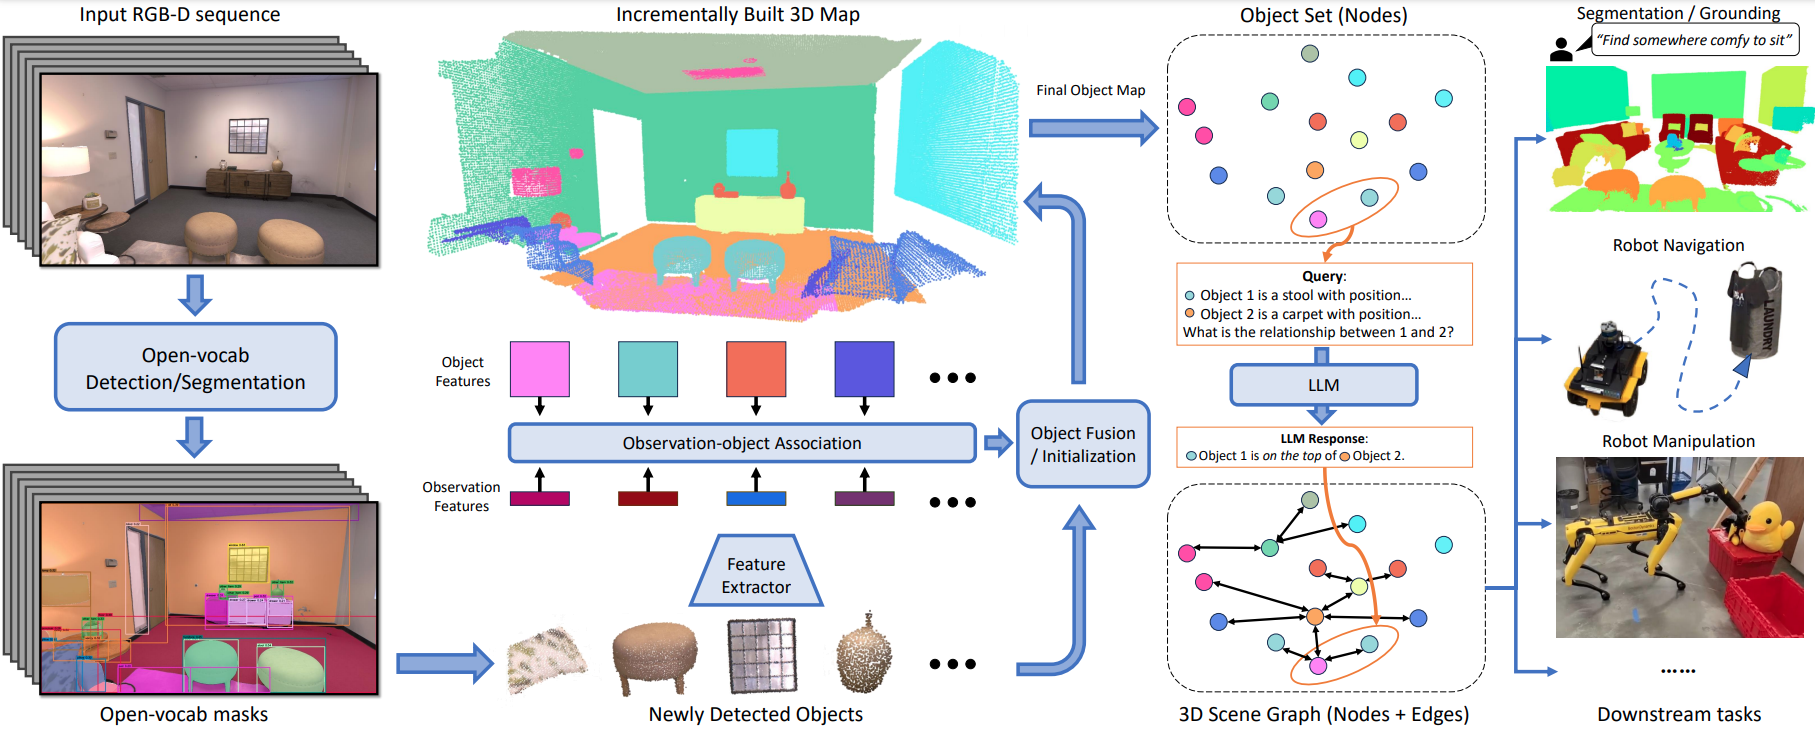 Input RGB-D sequence
Open-vocab
Detection/Segmentation
Open-vocab masks
Incrementally Built 3D Map
Object
Features
Observation-object Association
Observation
Features
Feature
Extractor
Newly Detected Objects
Object Fusion
/ Initialization
Final Object Map
Object Set (Nodes)
Query:
Object 1 is a stool with position...
Object 2 is a carpet with position...
What is the relationship between 1 and 2?
LLM
LLM Response:
Object 1 is on the top of Object 2.
3D Scene Graph (Nodes + Edges)
Segmentation / Grounding
“Find somewhere comfy to sit”
Robot Navigation
LAUNDRY
Robot Manipulation
......
Downstream tasks